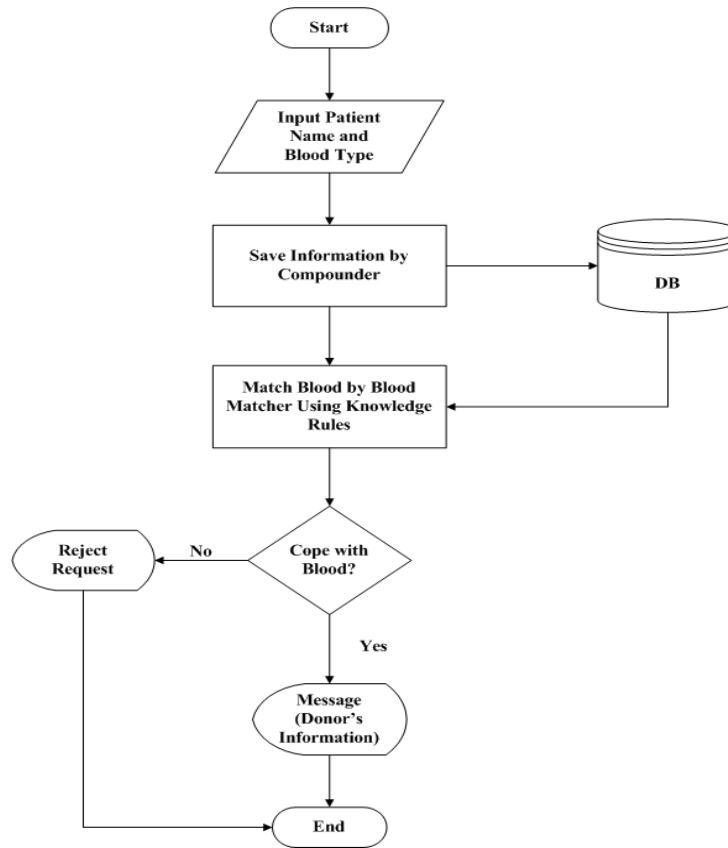 Start
Input Patient
Name and
Blood Type
Save Information by
Compounder
DB
Match Blood by Blood
Matcher Using Knowledge
Rules
Cope with
Blood?
No
Reject
Request
Yes
Message
(Donor's
Information)
End